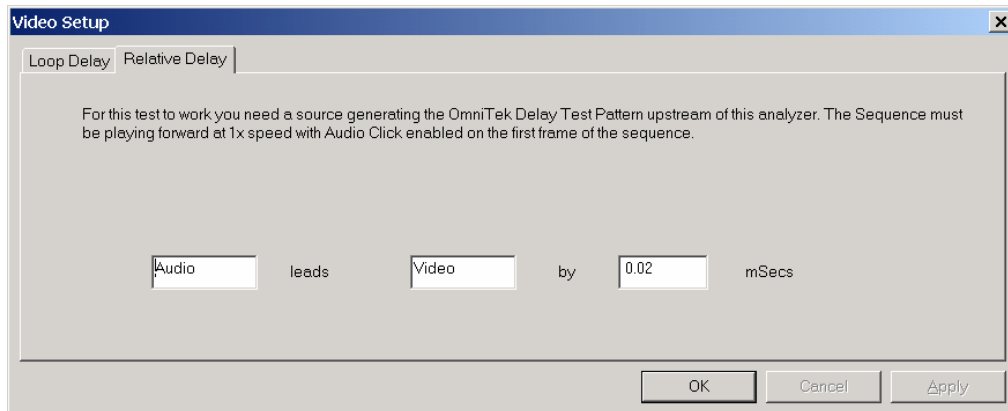 Video Setup
Loop Delay Relative Delay
For this test to work you need a source generating the OmniTek Delay Test Pattern upstream of this analyzer. The Sequence must
be playing forward at 1x speed with Audio Click enabled on the first frame of the sequence.
Audio leads Video by 0.02 mSecs
OK Cancel Apply